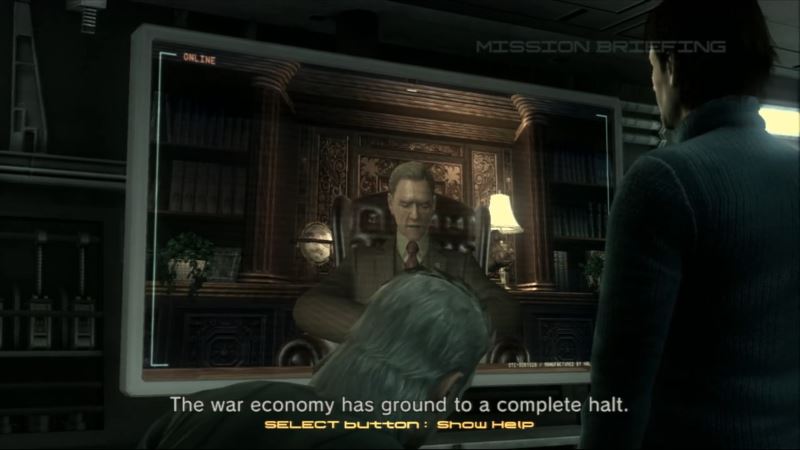 MISSION BRIEFING
ONLINE
The war economy has ground to a complete halt.
SELECT button : Show Help